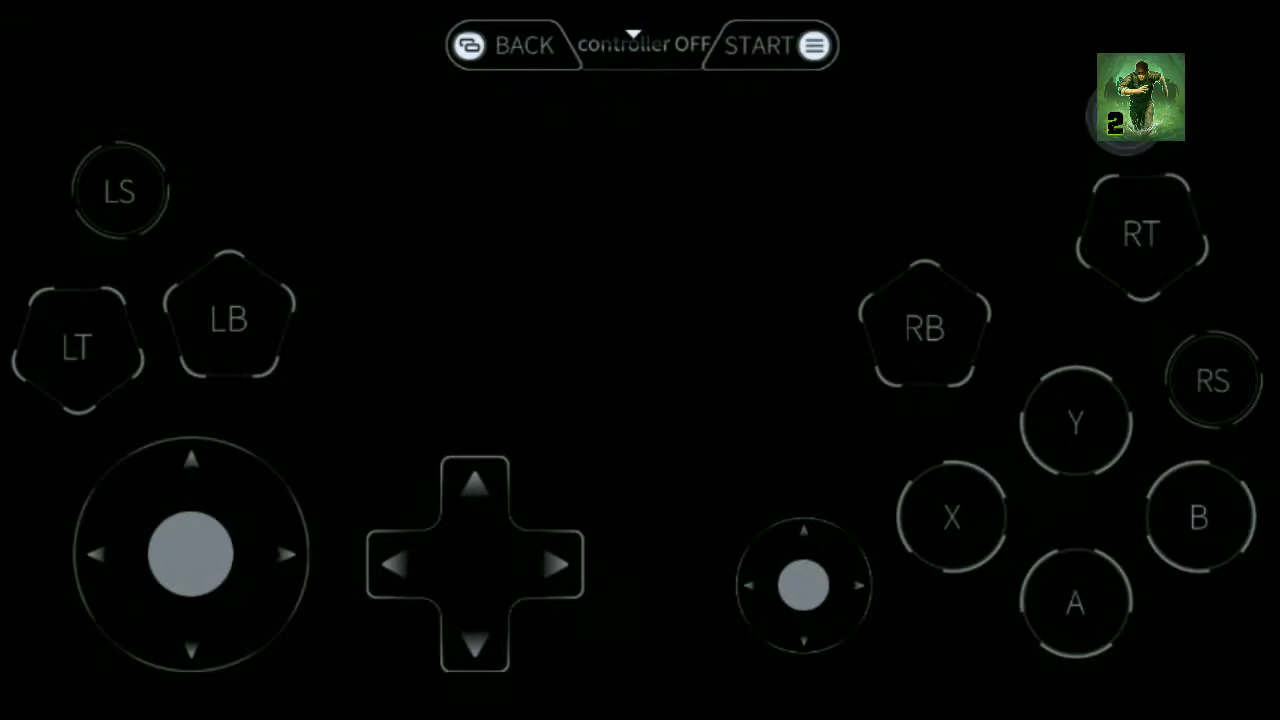 BACK
controller OFF
START
2
LS
RT
LB
RB
LT
RS
Y
X
B
A